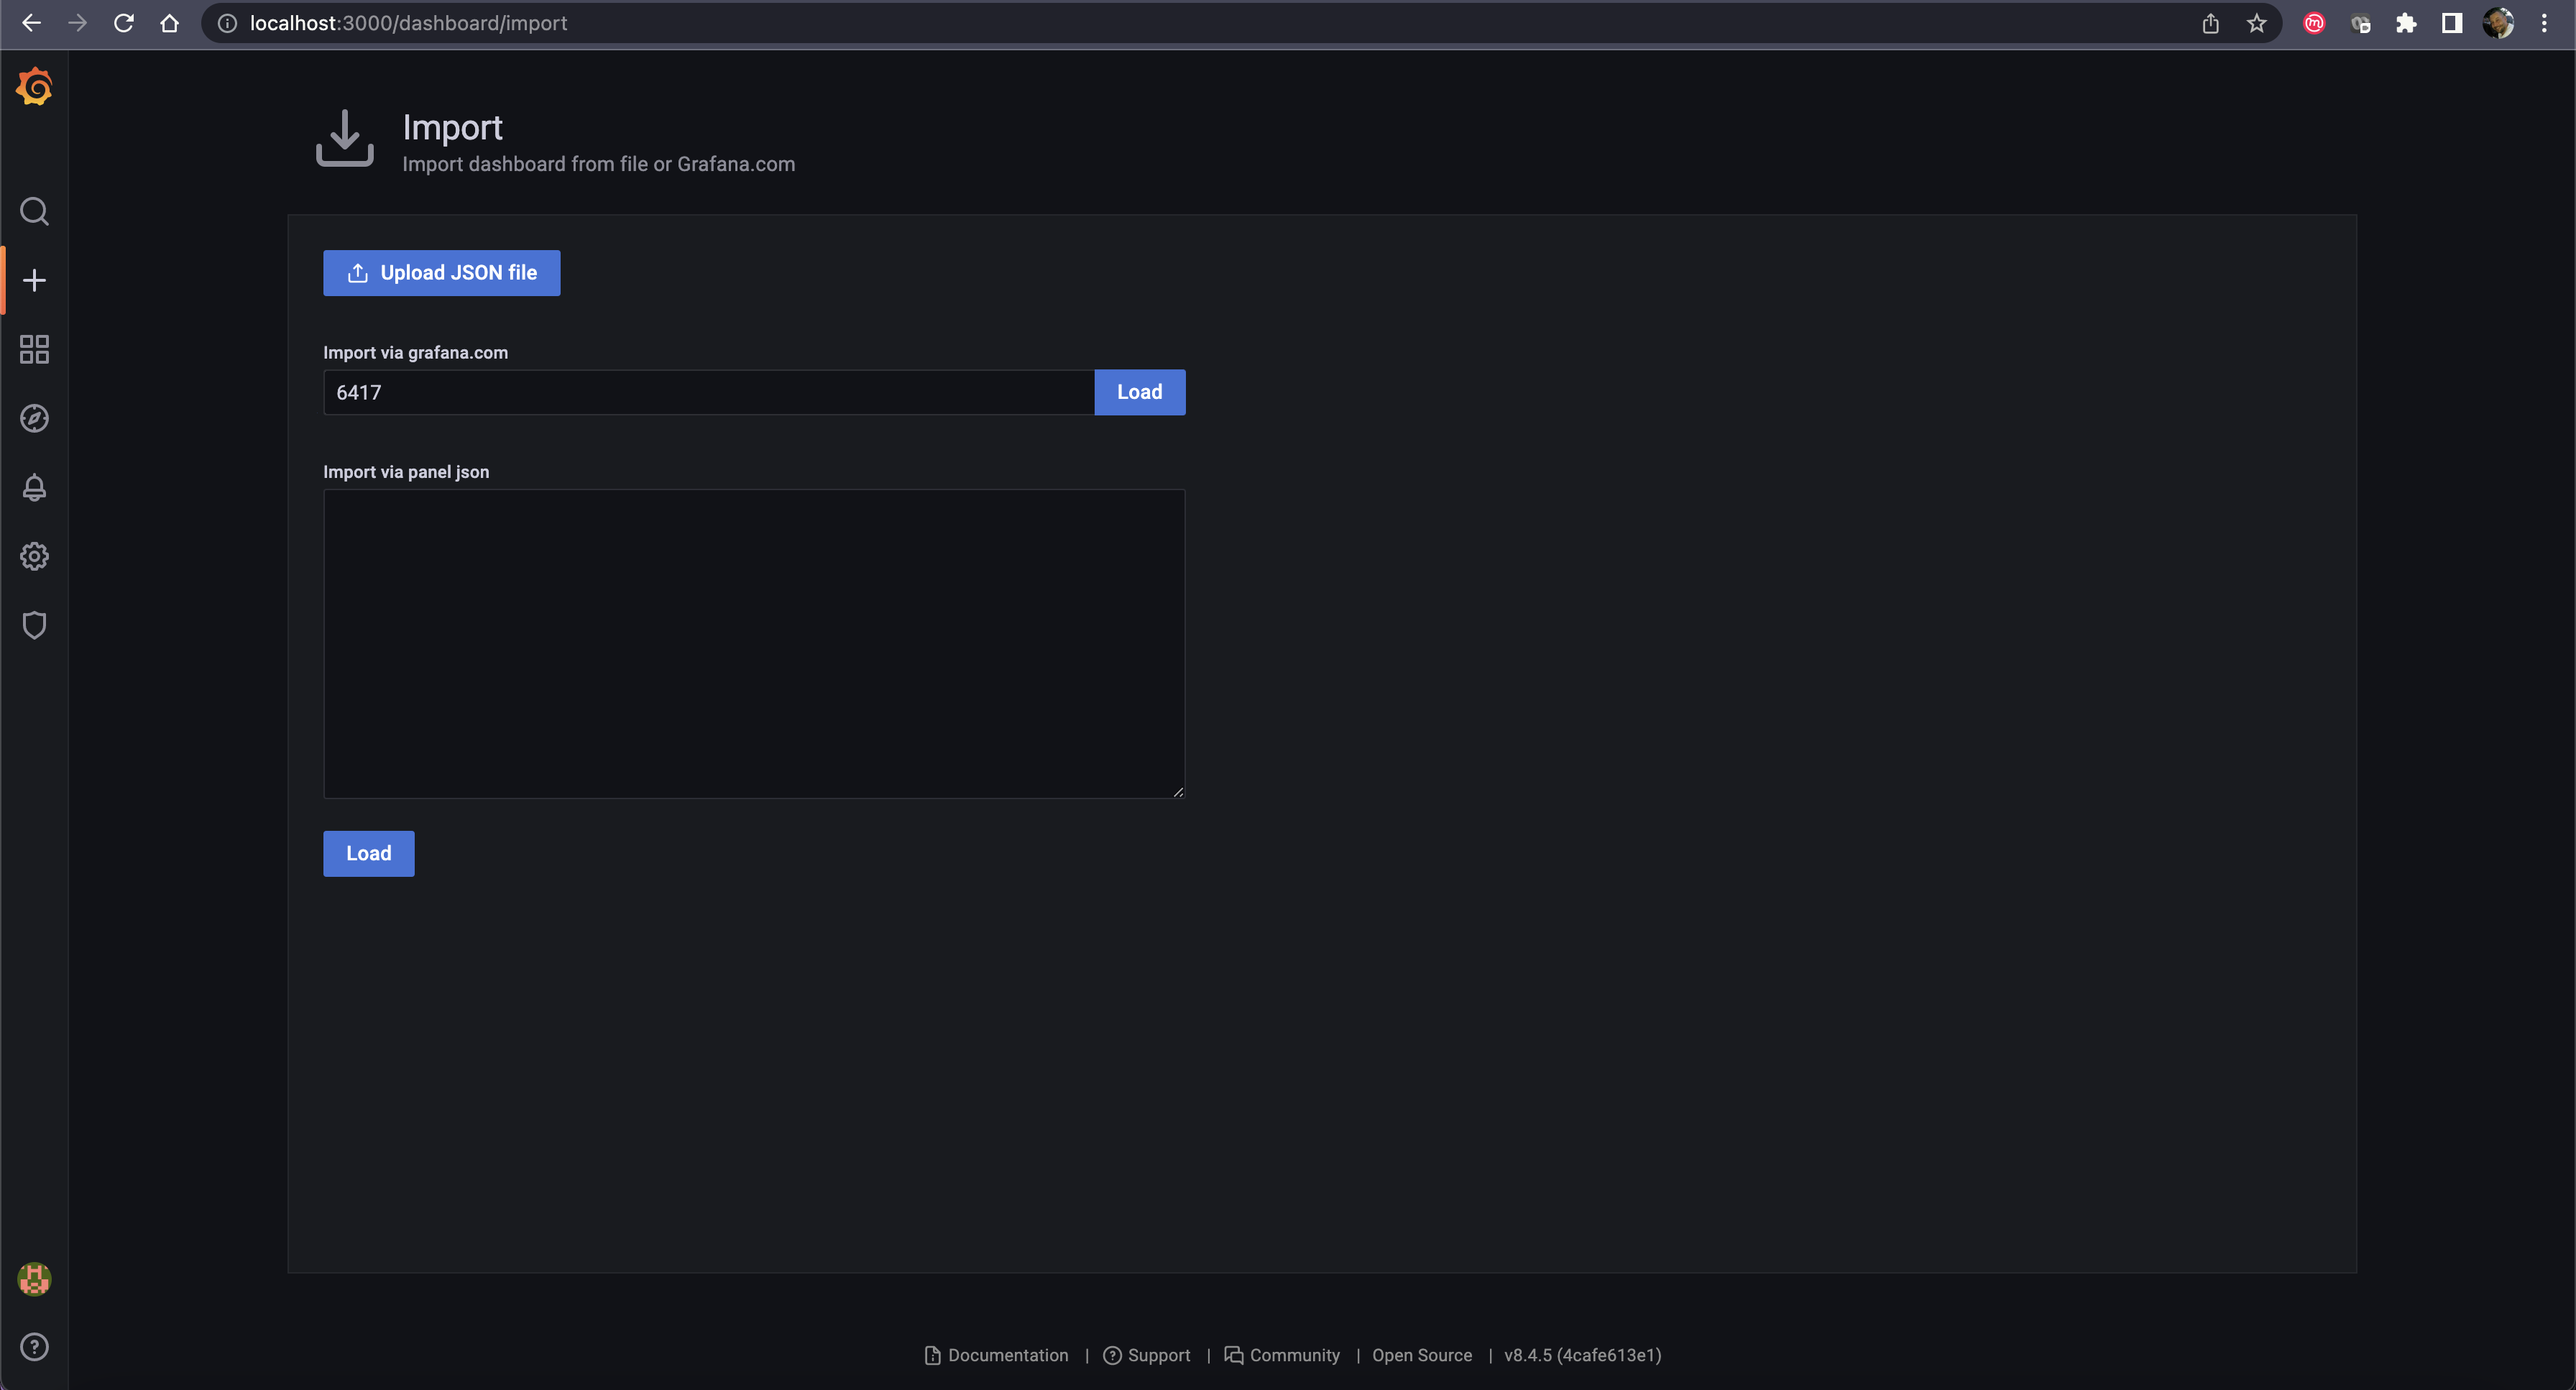 localhost:3000/dashboard/import
Import
Import dashboard from file or Grafana.com
Upload JSON file
Import via grafana.com
6417
Load
Import via panel json
Load
Documentation | Support | Community | Open Source | v8.4.5 (4cafe613e1)